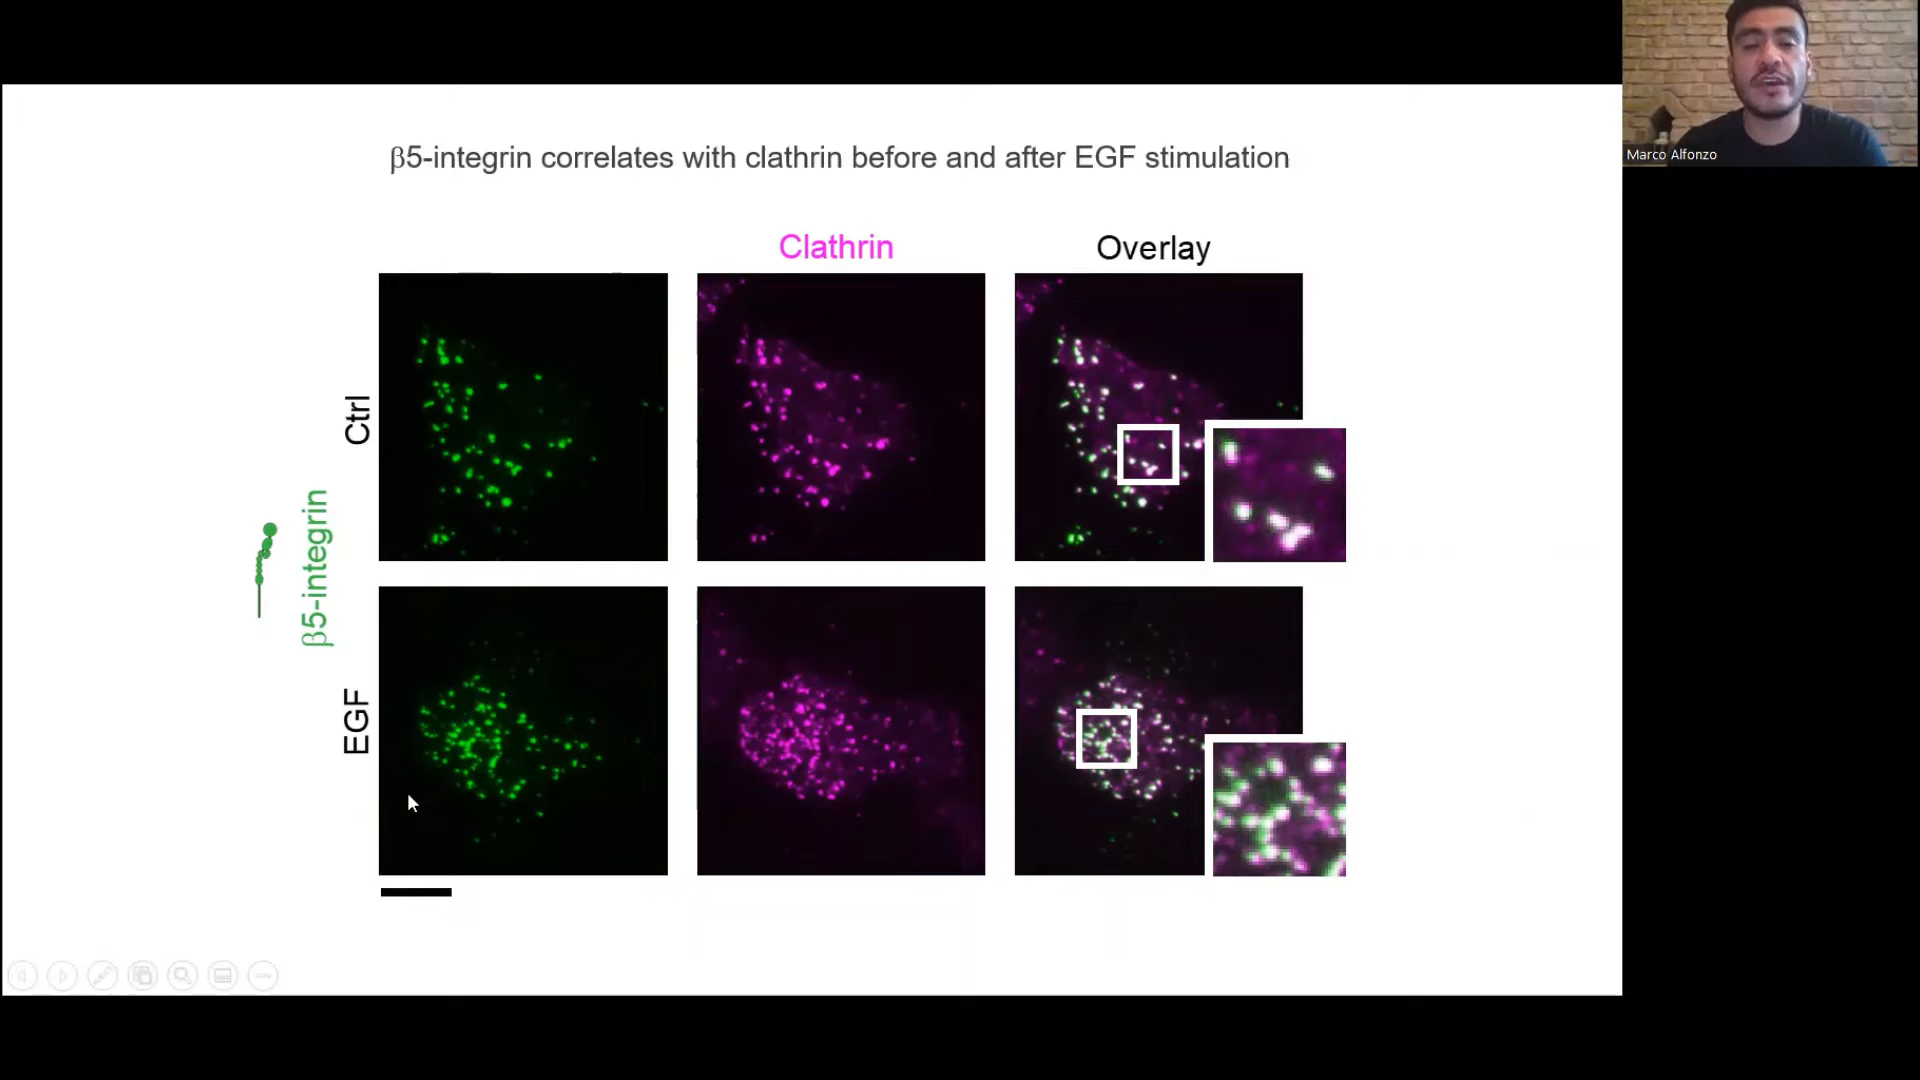 β5-integrin correlates with clathrin before and after EGF stimulation
Clathrin
Overlay
Ctrl
β5-integrin
EGF
Marco Alfonzo